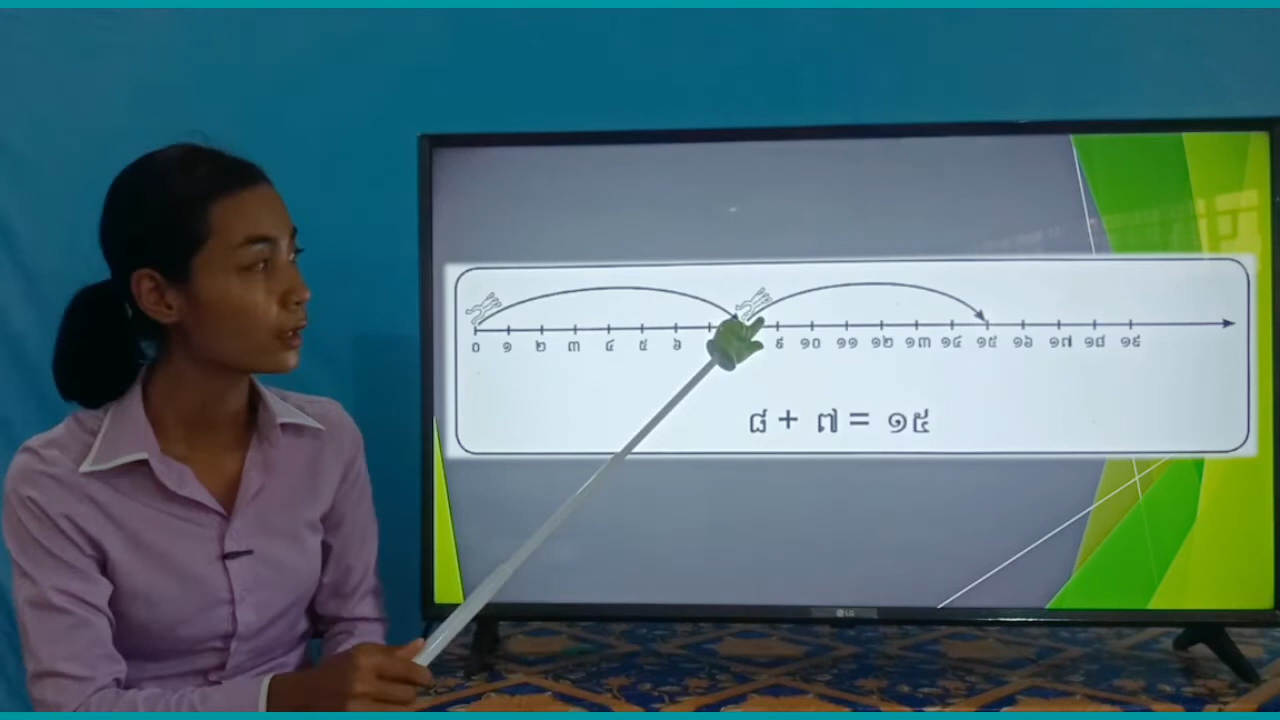 ០ ១ ២ ៣ ៤ ៥ ៦ ៩ ១០ ១១ ១២ ១៣ ១៤ ១៥ ១៦ ១៧ ១៨ ១៩
៨ + ៧ = ១៥
LG